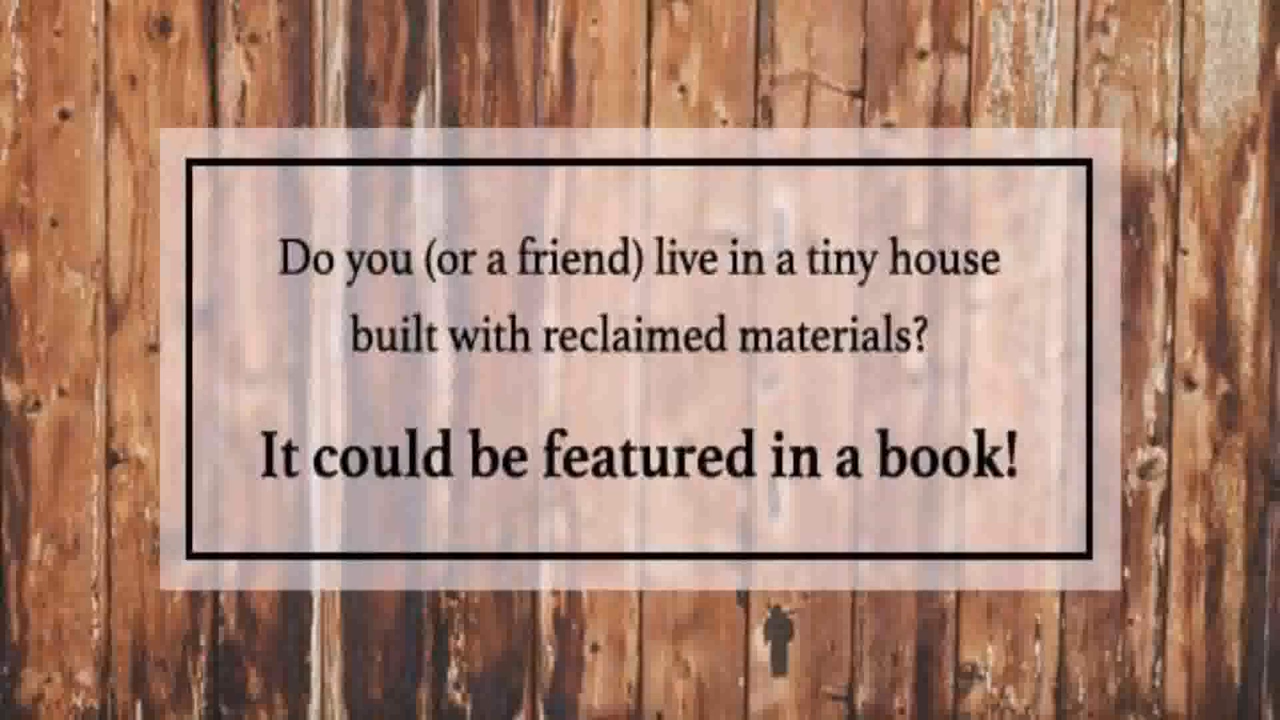 Do you (or a friend) live in a tiny house
built with reclaimed materials?
It could be featured in a book!